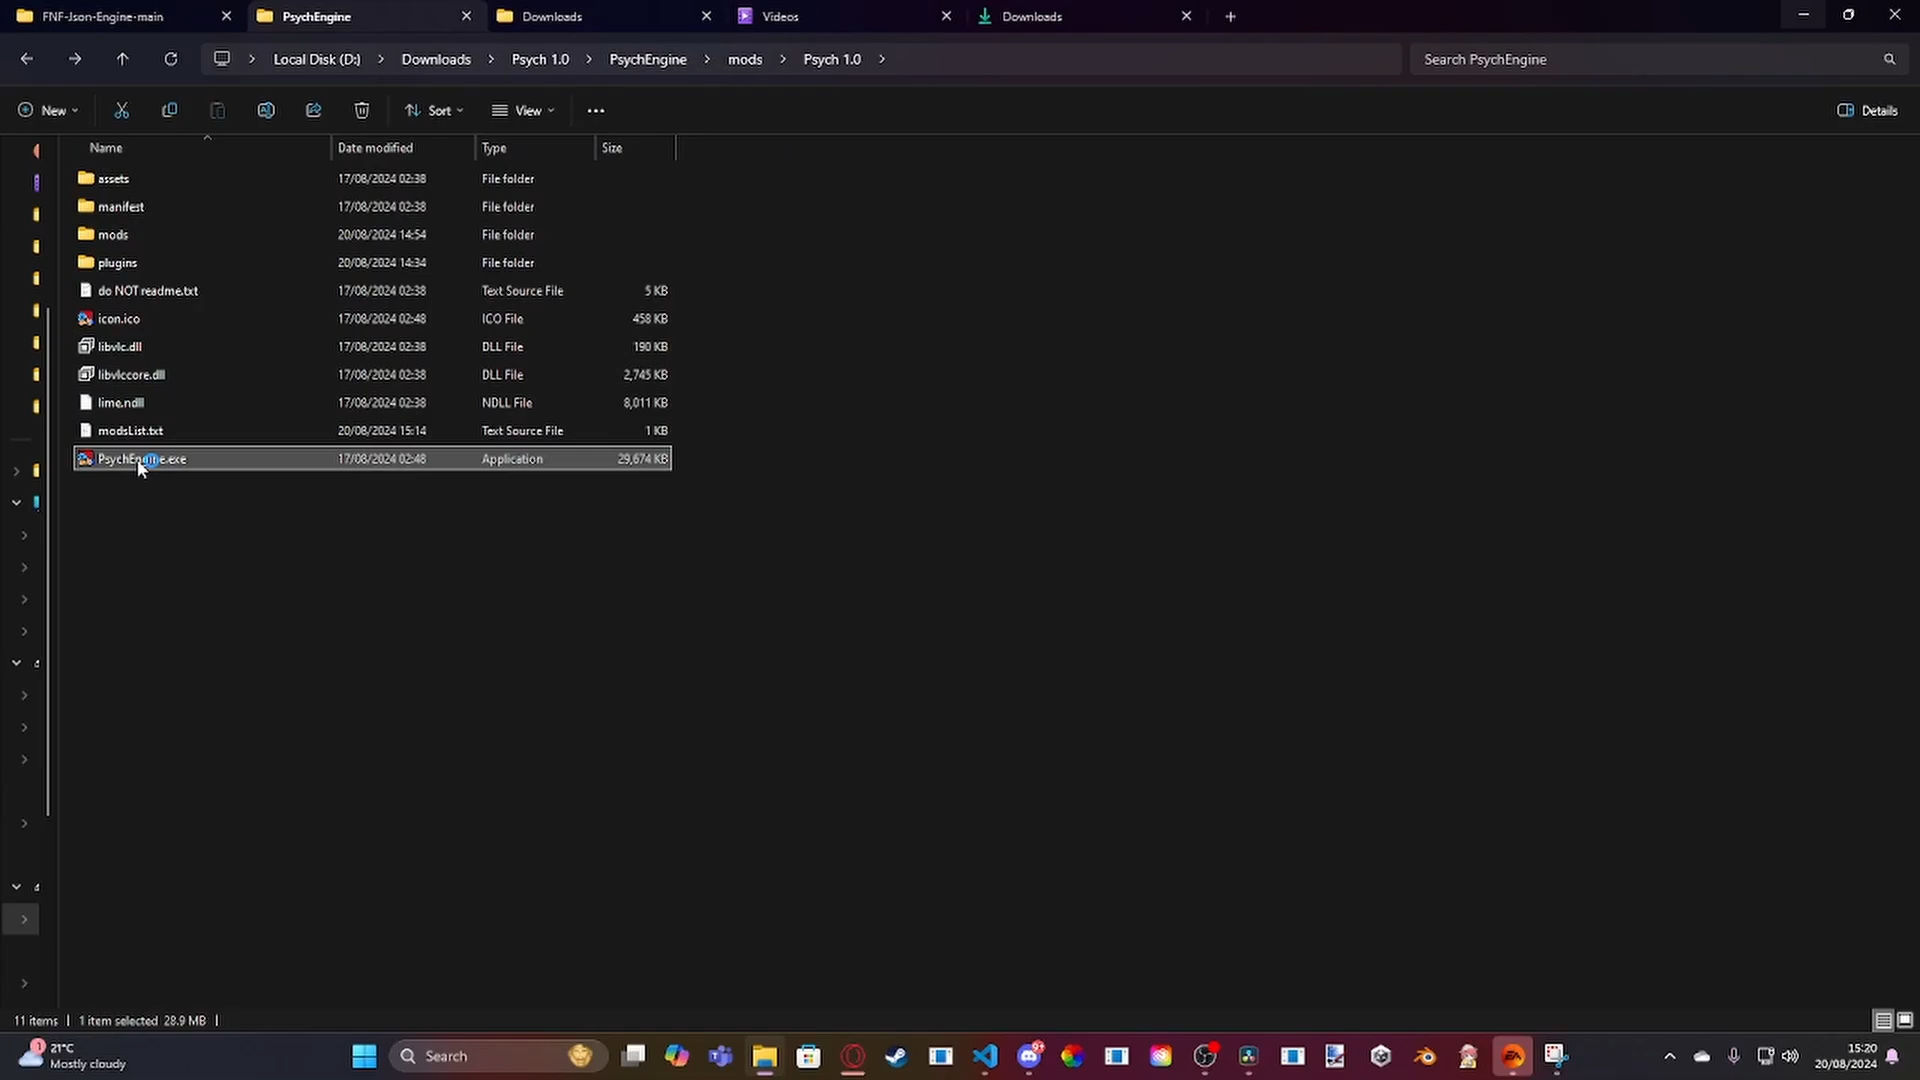 FNF-Json-Engine-main
PsychEngine
Downloads
Videos
Downloads
Local Disk (D:) > Downloads > Psych 1.0 > PsychEngine > mods > Psych 1.0 >
Search PsychEngine
New
Sort
View
Details
Name Date modified Type Size
assets 17/08/2024 02:38 File folder
manifest 17/08/2024 02:38 File folder
mods 20/08/2024 14:54 File folder
plugins 20/08/2024 14:34 File folder
do NOT readme.txt 17/08/2024 02:38 Text Source File 5 KB
icon.ico 17/08/2024 02:48 ICO File 458 KB
libvlc.dll 17/08/2024 02:38 DLL File 190 KB
libvlccore.dll 17/08/2024 02:38 DLL File 2,745 KB
lime.ndll 17/08/2024 02:38 NDLL File 8,011 KB
modsList.txt 20/08/2024 15:14 Text Source File 1 KB
PsychEngine.exe 17/08/2024 02:48 Application 29,674 KB
11 items | 1 item selected 28.9 MB |
1
21°C
Mostly cloudy
Search
9+
EA
15:20
20/08/2024